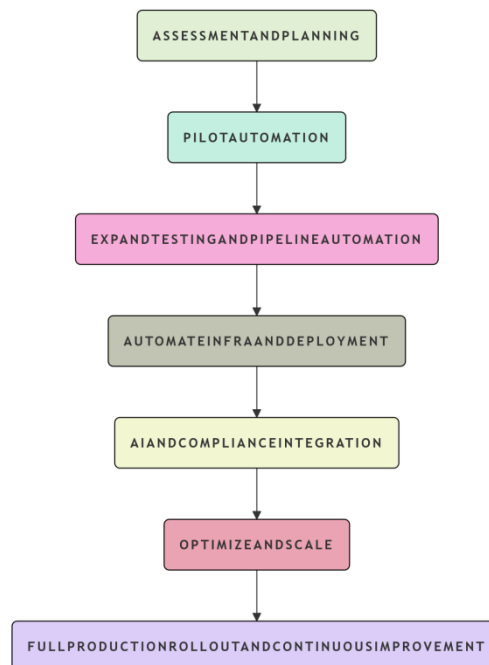 ASSESSMENTANDPLANNING
PILOTAUTOMATION
EXPANDTESTINGANDPIPELINEAUTOMATION
AUTOMATEINFRAANDDEPLOYMENT
AIANDCOMPLIANCEINTEGRATION
OPTIMIZEANDSCALE
FULLPRODUCTIONROLLOUTANDCONTINUOUSIMPROVEMENT